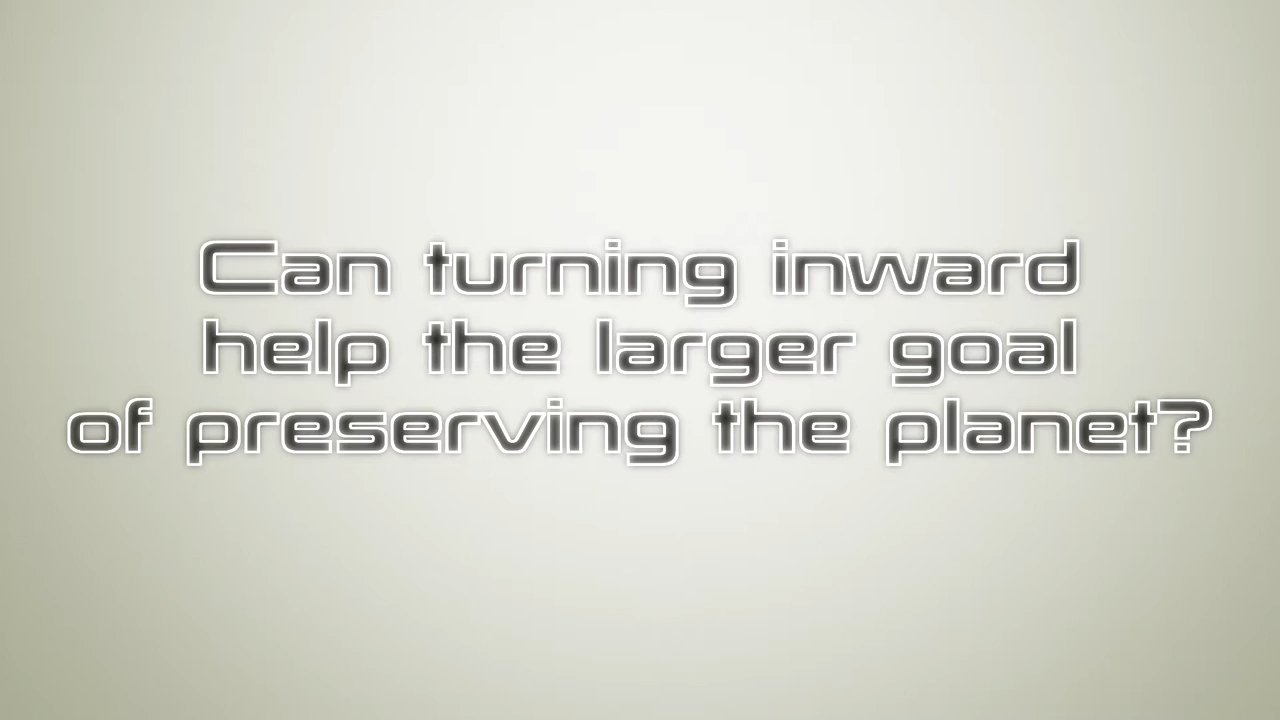 Can turning inward
help the larger goal
of preserving the planet?